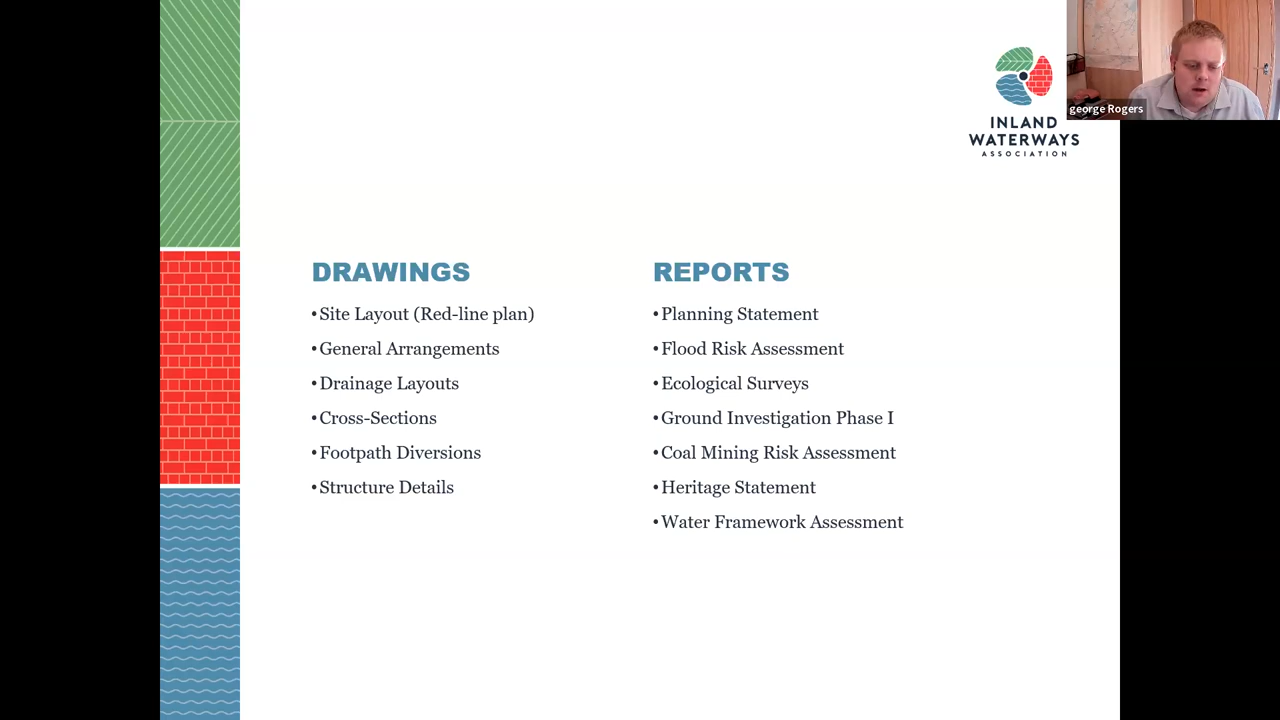 george Rogers
INLAND
WATERWAYS
ASSOCIATION
DRAWINGS
•Site Layout (Red-line plan)
•General Arrangements
•Drainage Layouts
•Cross-Sections
•Footpath Diversions
•Structure Details
REPORTS
•Planning Statement
•Flood Risk Assessment
•Ecological Surveys
•Ground Investigation Phase I
•Coal Mining Risk Assessment
•Heritage Statement
•Water Framework Assessment